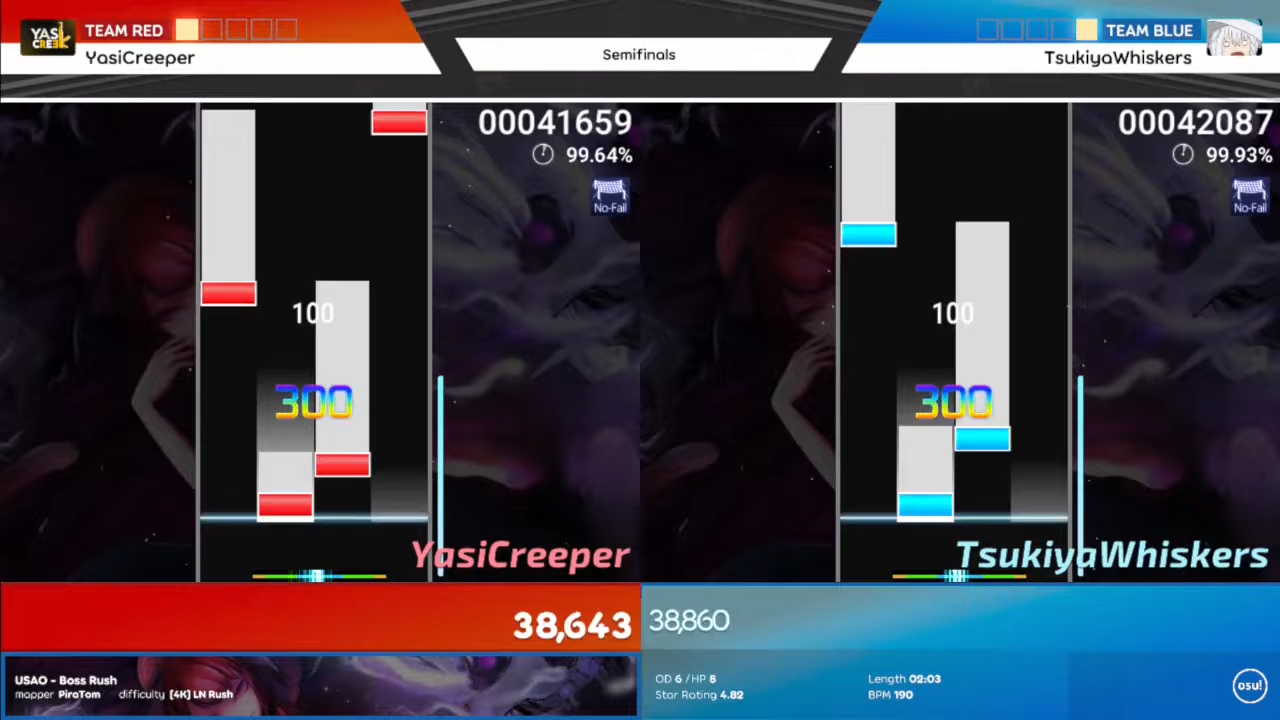 YASI
CREEK
TEAM RED
YasiCreeper
Semifinals
TEAM BLUE
TsukiyaWhiskers
00041659
99.64%
No-Fail
100
300
YasiCreeper
00042087
99.93%
No-Fail
100
300
TsukiyaWhiskers
38,643
38,860
USAO - Boss Rush
mapper PiraTom difficulty [4K] LN Rush
OD 6 / HP 8
Star Rating 4.82
Length 02:03
BPM 190
osu!